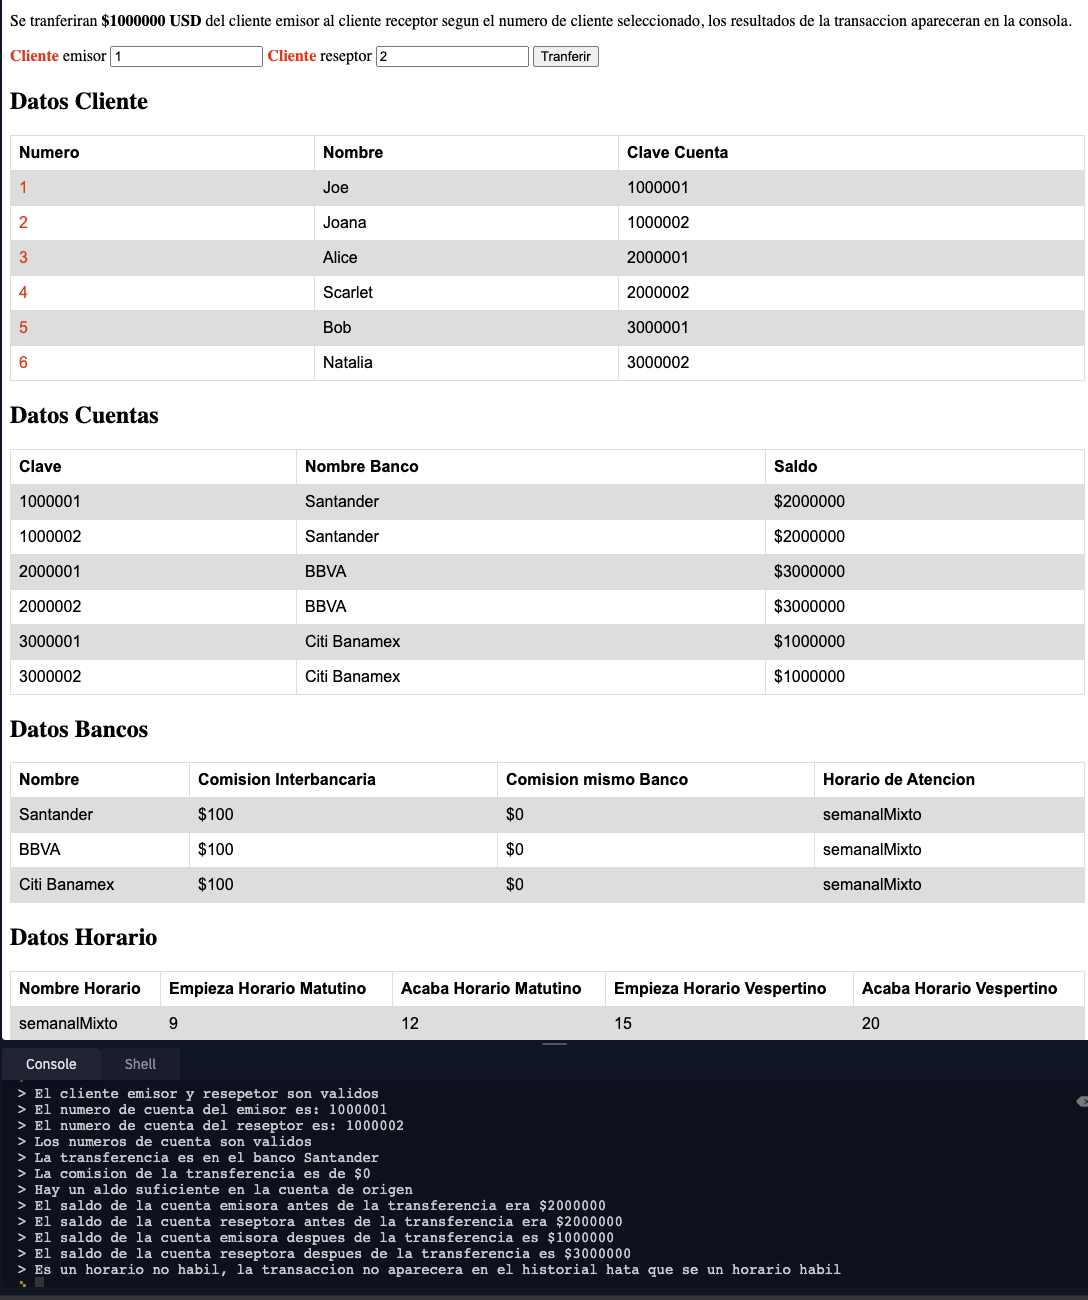 Se tranferiran $1000000 USD del cliente emisor al cliente receptor segun el numero de cliente seleccionado, los resultados de la transaccion apareceran en la consola.
Cliente emisor 1 Cliente reseptor 2 Tranferir
Datos Cliente
Numero Nombre Clave Cuenta
1 Joe 1000001
2 Joana 1000002
3 Alice 2000001
4 Scarlet 2000002
5 Bob 3000001
6 Natalia 3000002
Datos Cuentas
Clave Nombre Banco Saldo
1000001 Santander $2000000
1000002 Santander $2000000
2000001 BBVA $3000000
2000002 BBVA $3000000
3000001 Citi Banamex $1000000
3000002 Citi Banamex $1000000
Datos Bancos
Nombre Comision Interbancaria Comision mismo Banco Horario de Atencion
Santander $100 $0 semanalMixto
BBVA $100 $0 semanalMixto
Citi Banamex $100 $0 semanalMixto
Datos Horario
Nombre Horario Empieza Horario Matutino Acaba Horario Matutino Empieza Horario Vespertino Acaba Horario Vespertino
semanalMixto 9 12 15 20
Console Shell
> El cliente emisor y resepetor son validos
> El numero de cuenta del emisor es: 1000001
> El numero de cuenta del reseptor es: 1000002
> Los numeros de cuenta son validos
> La transferencia es en el banco Santander
> La comision de la transferencia es de $0
> Hay un aldo suficiente en la cuenta de origen
> El saldo de la cuenta emisora antes de la transferencia era $2000000
> El saldo de la cuenta reseptora antes de la transferencia era $2000000
> El saldo de la cuenta emisora despues de la transferencia es $1000000
> El saldo de la cuenta reseptora despues de la transferencia es $3000000
> Es un horario no habil, la transaccion no aparecera en el historial hata que se un horario habil